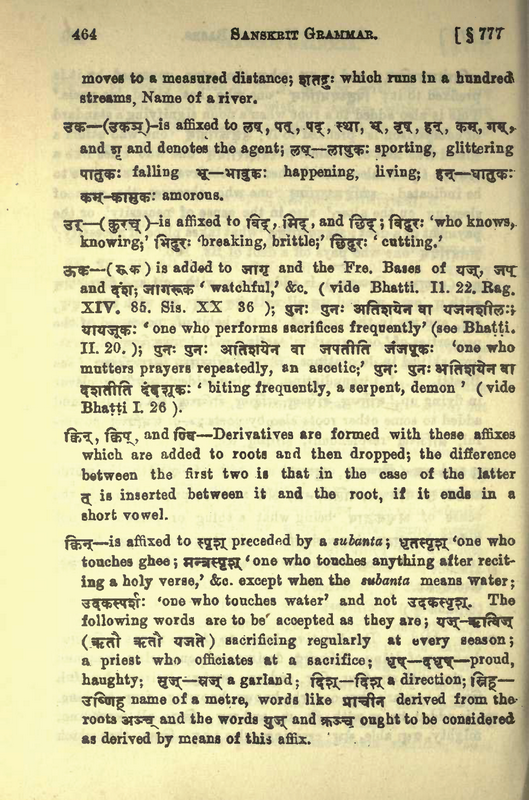 464 SANSKRIT GRAMMAR. [ § 777
moves to a measured distance; शतद्रुः which runs in a hundred
streams, Name of a river.
उक—(उकञ्)-is affixed to लष्, पत्, पद्, स्था, भू, वृष्, हन्, कम्, गम्,
and शृ and denotes the agent; लष्—लाषुकः sporting, glittering
पातुकः falling भू—भावुकः happening, living; हन्—घातुकः
कम्-कामुकः amorous.
उर्—(कुरच्)-is affixed to विद्, भिद्, and छिद्; विदुरः ‘who knows,
knowing;’ भिदुरः ‘breaking, brittle;’ छिदुरः ‘ cutting.’
ऊक—(रूक) is added to जागृ and the Fre. Bases of यज्, जप्
and दंश्; जागरूक ‘ watchful,’ &c. ( vide Bhatti. II. 22. Rag.
XIV. 85. Sis. XX 36 ); पुनः पुनः अतिशयेन वा यजनशीलः
यायजूकः ‘ one who performs sacrifices frequently’ (see Bhaṭṭi.
II. 20. ); पुनः पुनः अतिशयेन वा जपतीति जंजपूकः ‘one who
mutters prayers repeatedly, an ascetic;’ पुनः पुनः अतिशयेन वा
दशतीति दंदशूकः ‘ biting frequently, a serpent, demon ’ ( vide
Bhaṭṭi I. 26 ).
क्विन्, क्विप्, and ण्वि—Derivatives are formed with these affixes
which are added to roots and then dropped; the difference
between the first two is that in the case of the latter
त् is inserted between it and the root, if it ends in a
short vowel.
क्विन्—is affixed to स्पृश् preceded by a subanta; घृतस्पृश् ‘one who
touches ghee; मन्त्रस्पृश् ‘ one who touches anything after recit-
ing a holy verse,’ &c. except when the subanta means water;
उदकस्पर्शः ‘one who touches water’ and not उदकस्पृश्. The
following words are to be accepted as they are; यज्-ऋत्विज्
( ऋतौ ऋतौ यजते ) sacrificing regularly at every season;
a priest who officiates at a sacrifice; धृष्—दधृष्—proud,
haughty; सृज्—स्रज् a garland; दिश्—दिश् a direction; स्निह्—
उष्णिह् name of a metre, words like प्राचीन derived from the
roots अञ्च् and the words युज् and क्रुञ्च् ought to be considered
as derived by means of this affix.